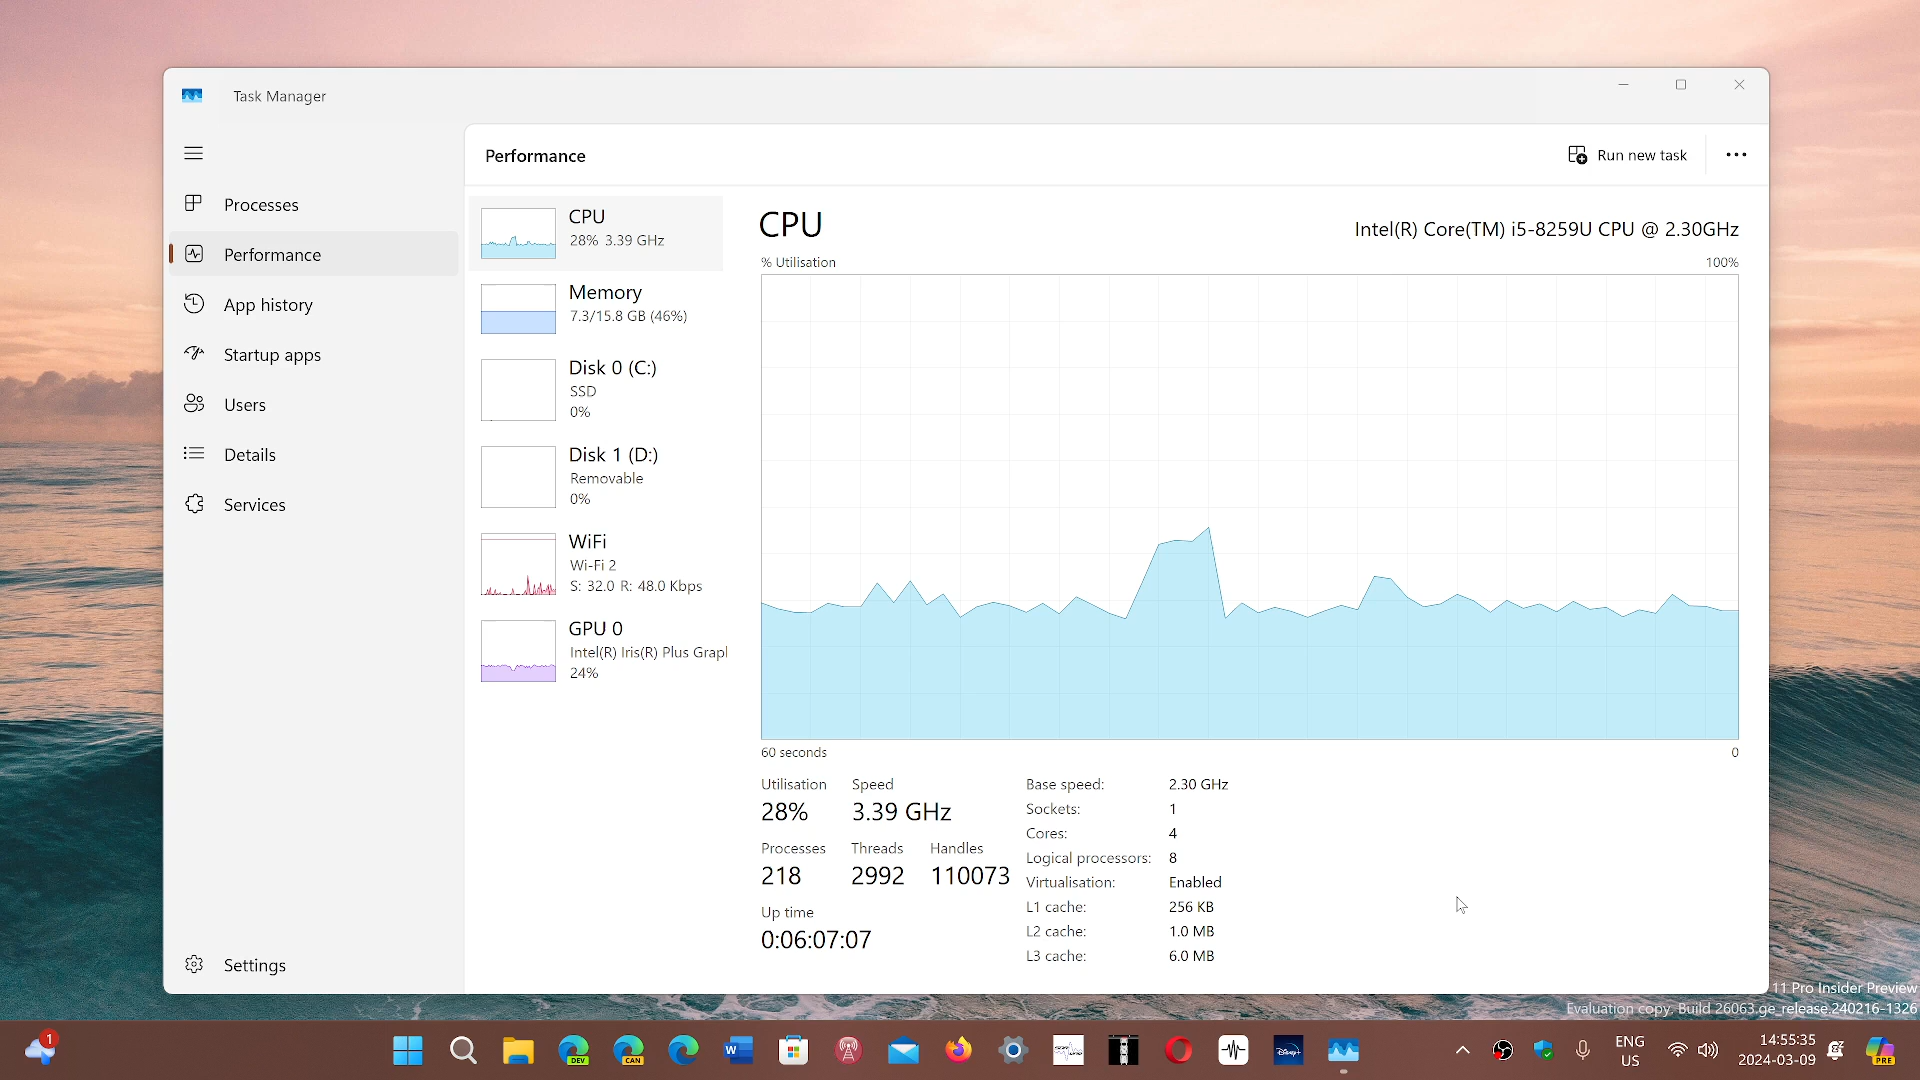 Task Manager
Performance
Run new task
Processes
Performance
App history
Startup apps
Users
Details
Services
Settings
CPU
28% 3.39 GHz
Memory
7.3/15.8 GB (46%)
Disk 0 (C:)
SSD
0%
Disk 1 (D:)
Removable
0%
WiFi
Wi-Fi 2
S: 32.0 R: 48.0 Kbps
GPU 0
Intel(R) Iris(R) Plus Grapl
24%
CPU
Intel(R) Core(TM) i5-8259U CPU @ 2.30GHz
% Utilisation
100%
60 seconds
0
Utilisation
28%
Speed
3.39 GHz
Processes
218
Threads
2992
Handles
110073
Up time
0:06:07:07
Base speed: 2.30 GHz
Sockets: 1
Cores: 4
Logical processors: 8
Virtualisation: Enabled
L1 cache: 256 KB
L2 cache: 1.0 MB
L3 cache: 6.0 MB
11 Pro Insider Preview
Evaluation copy. Build 26063.ge_release.240216-1326
1
DEV
CAN
W
Disney+
ENG
US
14:55:35
2024-03-09
PRE